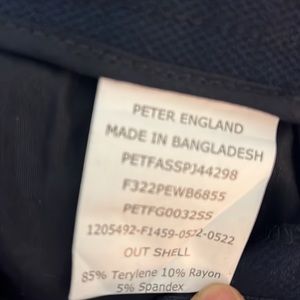 PETER ENGLAND
MADE IN BANGLADESH
PETFASSPJ44298
F322PEWB6855
PETFG0032SS
1205492-F1459-0522-0522
OUT SHELL
85% Terylene 10% Rayon
5% Spandex